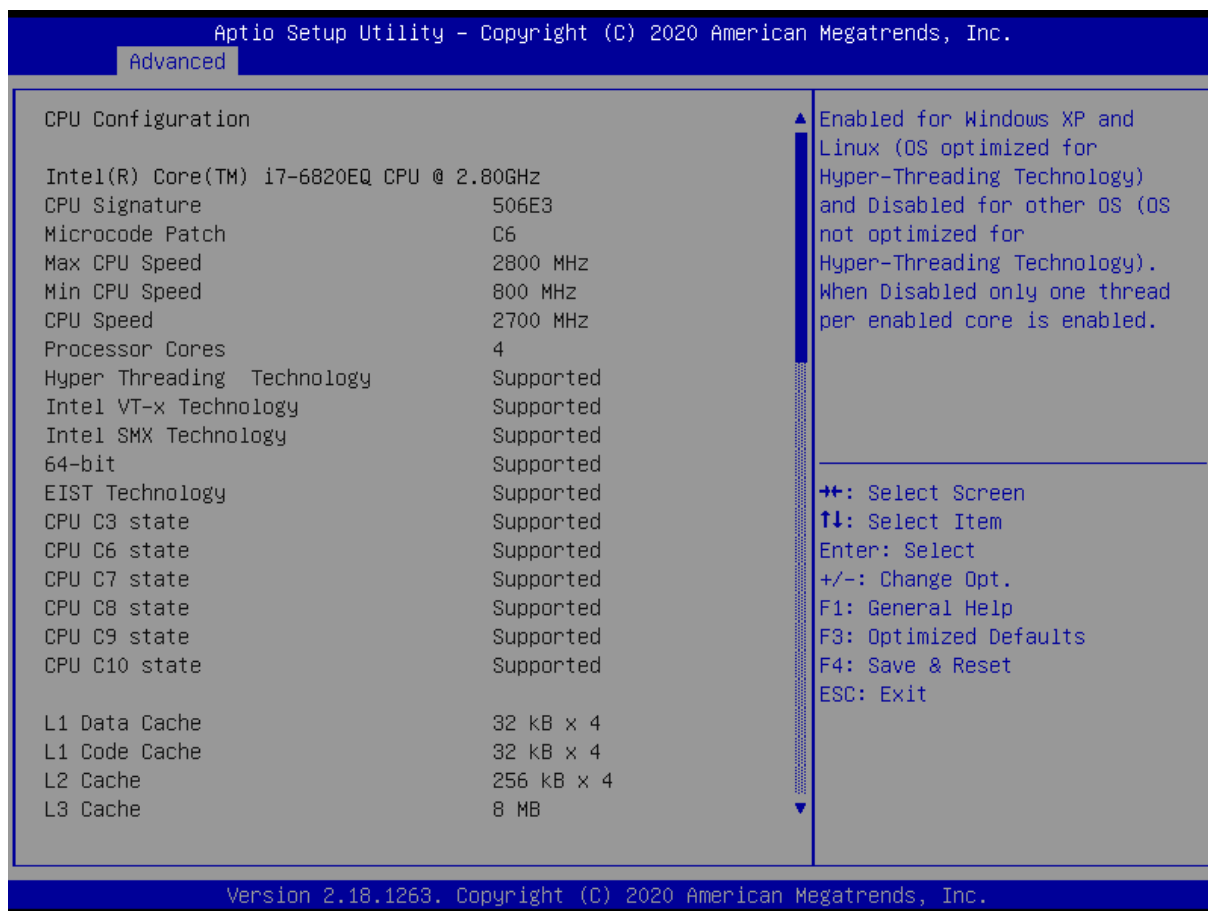 Aptio Setup Utility – Copyright (C) 2020 American Megatrends, Inc.
Advanced
CPU Configuration
Intel(R) Core(TM) i7-6820EQ CPU @ 2.80GHz
CPU Signature 506E3
Microcode Patch C6
Max CPU Speed 2800 MHz
Min CPU Speed 800 MHz
CPU Speed 2700 MHz
Processor Cores 4
Hyper Threading  Technology Supported
Intel VT-x Technology Supported
Intel SMX Technology Supported
64-bit Supported
EIST Technology Supported
CPU C3 state Supported
CPU C6 state Supported
CPU C7 state Supported
CPU C8 state Supported
CPU C9 state Supported
CPU C10 state Supported
L1 Data Cache 32 kB x 4
L1 Code Cache 32 kB x 4
L2 Cache 256 kB x 4
L3 Cache 8 MB
Enabled for Windows XP and
Linux (OS optimized for
Hyper-Threading Technology)
and Disabled for other OS (OS
not optimized for
Hyper-Threading Technology).
When Disabled only one thread
per enabled core is enabled.
→←: Select Screen
↑↓: Select Item
Enter: Select
+/-: Change Opt.
F1: General Help
F3: Optimized Defaults
F4: Save & Reset
ESC: Exit
Version 2.18.1263. Copyright (C) 2020 American Megatrends, Inc.